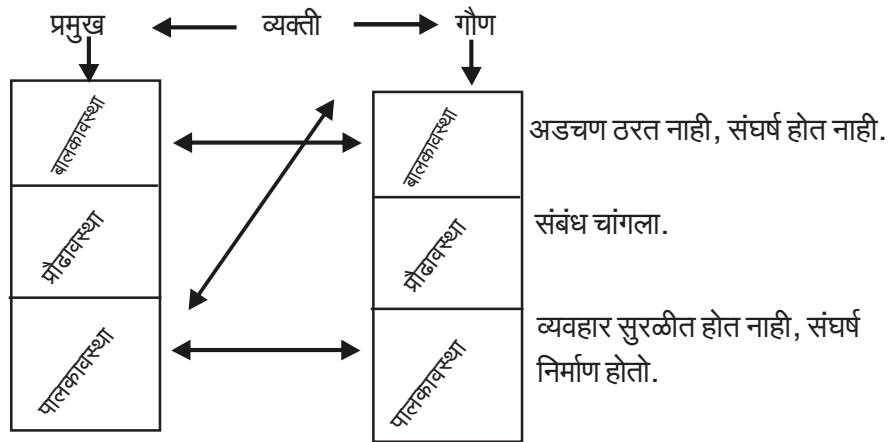 प्रमुख व्यक्ती गौण
बालकावस्था बालकावस्था अडचण ठरत नाही, संघर्ष होत नाही.
प्रौढावस्था प्रौढावस्था संबंध चांगला.
पालकावस्था पालकावस्था व्यवहार सुरळीत होत नाही, संघर्ष
निर्माण होतो.